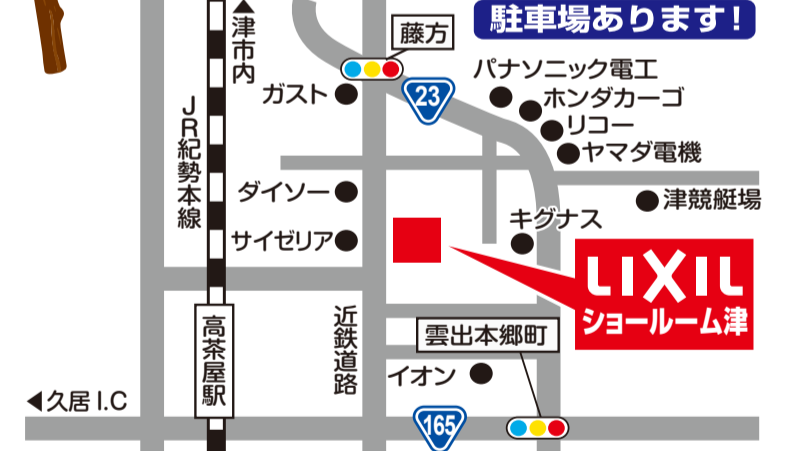 駐車場あります!
▲津市内
藤方
ガスト
23
パナソニック電工
ホンダカーゴ
リコー
ヤマダ電機
JR紀勢本線
ダイソー
津競艇場
サイゼリア
キグナス
LIXIL
ショールーム津
高茶屋駅
近鉄道路
雲出本郷町
イオン
◀久居I.C
165